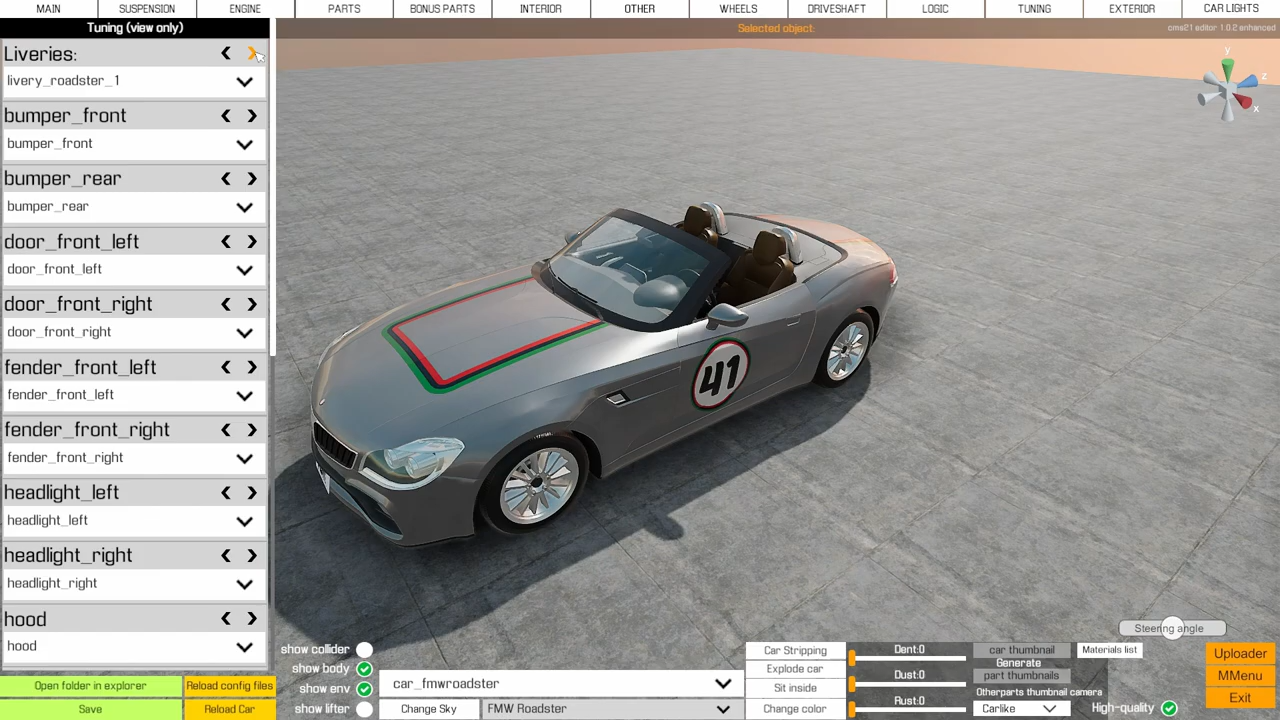 MAIN SUSPENSION ENGINE PARTS BONUS PARTS INTERIOR OTHER WHEELS DRIVESHAFT LOGIC TUNING EXTERIOR CAR LIGHTS
Tuning (view only)
Selected object:
cms21 editor 1.0.2 enhanced
Liveries:
livery_roadster_1
bumper_front
bumper_front
bumper_rear
bumper_rear
door_front_left
door_front_left
door_front_right
door_front_right
fender_front_left
fender_front_left
fender_front_right
fender_front_right
headlight_left
headlight_left
headlight_right
headlight_right
hood
hood
Open folder in explorer
Reload config files
Save
Reload Car
y
z
x
41
show collider
show body
show env
show lifter
car_fmwroadster
Change Sky
FMW Roadster
Car Stripping
Explode car
Sit inside
Change color
Dent:0
Dust:0
Rust:0
car thumbnail
Generate
part thumbnails
Otherparts thumbnail camera
Carlike
Materials list
High-quality
Steering angle
Uploader
MMenu
Exit